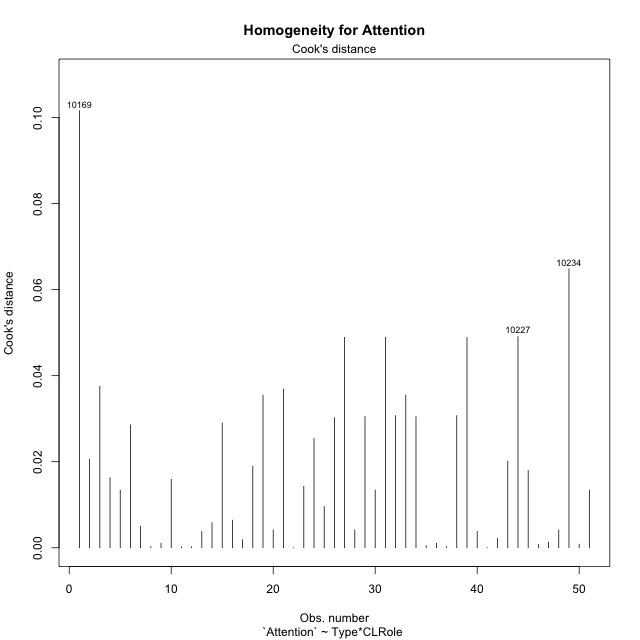 Homogeneity for Attention
Cook's distance
10169
10234
10227
Cook's distance
0.10
0.08
0.06
0.04
0.02
0.00
0 10 20 30 40 50
Obs. number
`Attention` ~ Type*CLRole